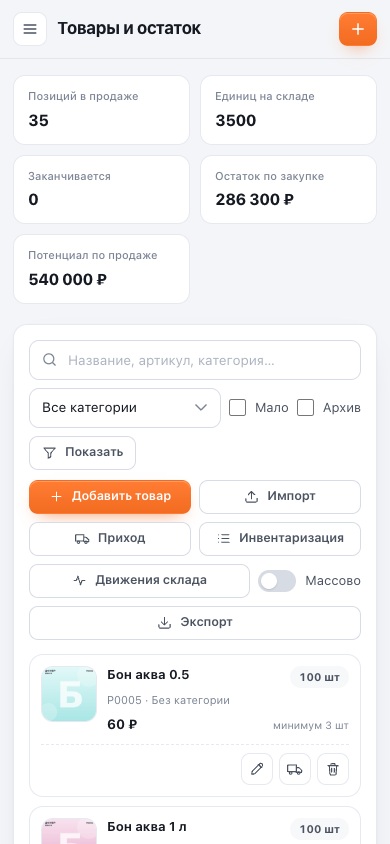 Товары и остаток
Позиций в продаже
35
Единиц на складе
3500
Заканчивается
0
Остаток по закупке
286 300 ₽
Потенциал по продаже
540 000 ₽
Название, артикул, категория...
Все категории
Мало
Архив
Показать
Добавить товар
Импорт
Приход
Инвентаризация
Движения склада
Массово
Экспорт
Б
Бон аква 0.5
100 шт
P0005 · Без категории
60 ₽
минимум 3 шт
Бон аква 1 л
100 шт